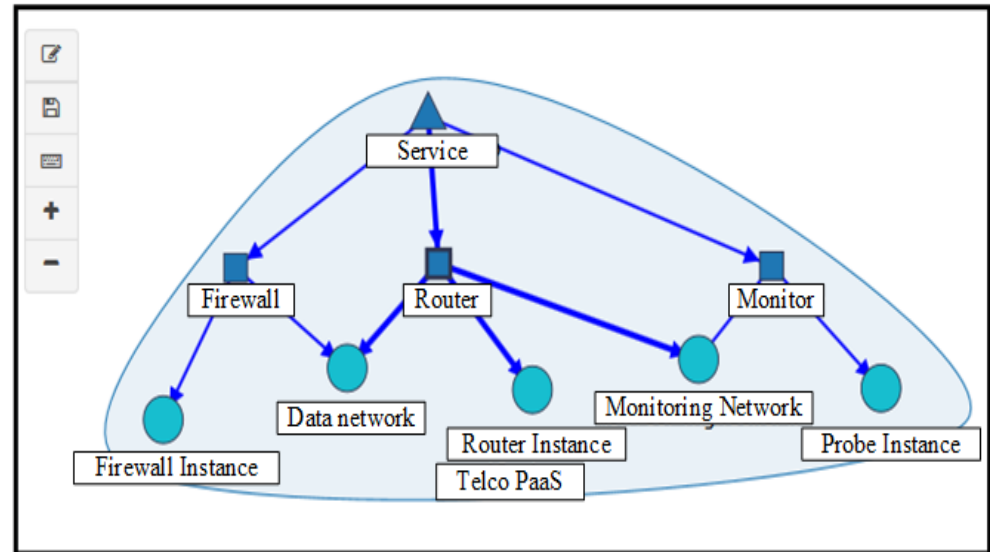 Service
Firewall
Router
Monitor
Data network
Monitoring Network
Router Instance
Probe Instance
Firewall Instance
Telco PaaS